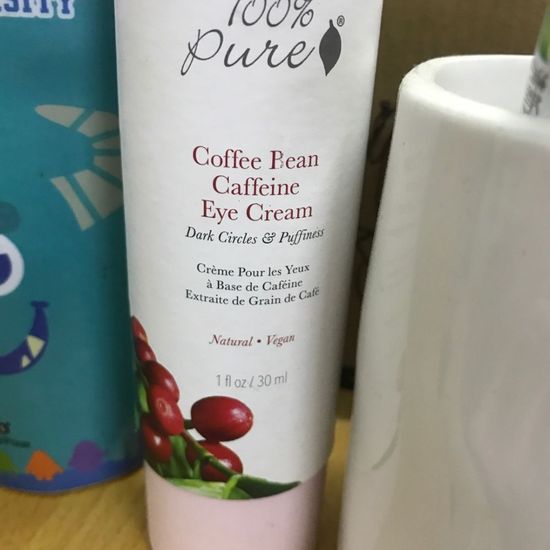 100%
Pure®
Coffee Bean
Caffeine
Eye Cream
Dark Circles & Puffiness
Crème Pour les Yeux
à Base de Caféine
Extraite de Grain de Café
Natural • Vegan
1 fl oz / 30 ml